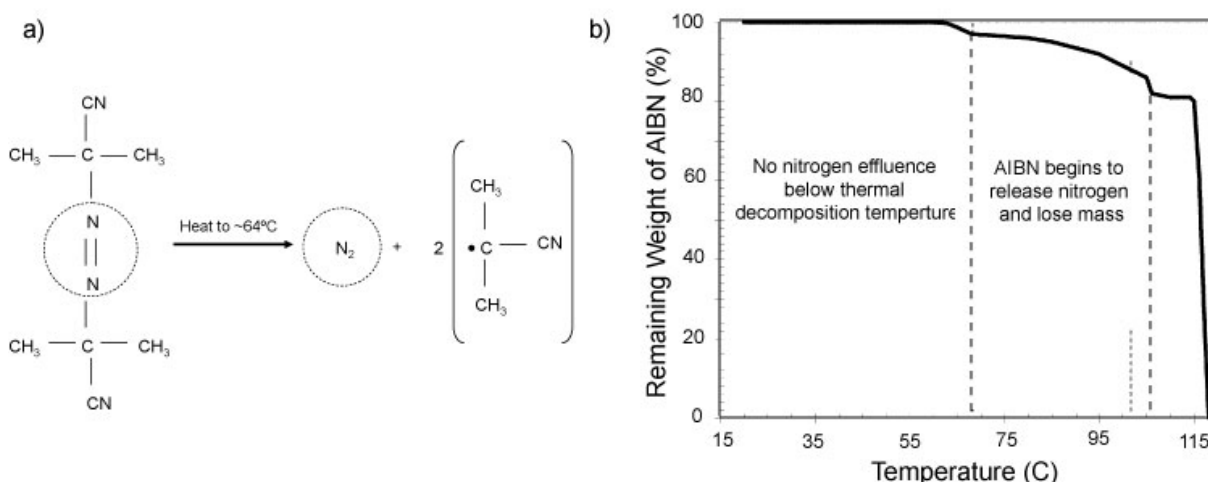 a)
CN
CH3 C CH3
N
N
CH3 C CH3
CN
Heat to ~64ºC
N2 + 2
CH3
•C CN
CH3
b)
Remaining Weight of AIBN (%)
100
80
60
40
20
0
No nitrogen effluence
below thermal
decomposition temperture
AIBN begins to
release nitrogen
and lose mass
15 35 55 75 95 115
Temperature (C)